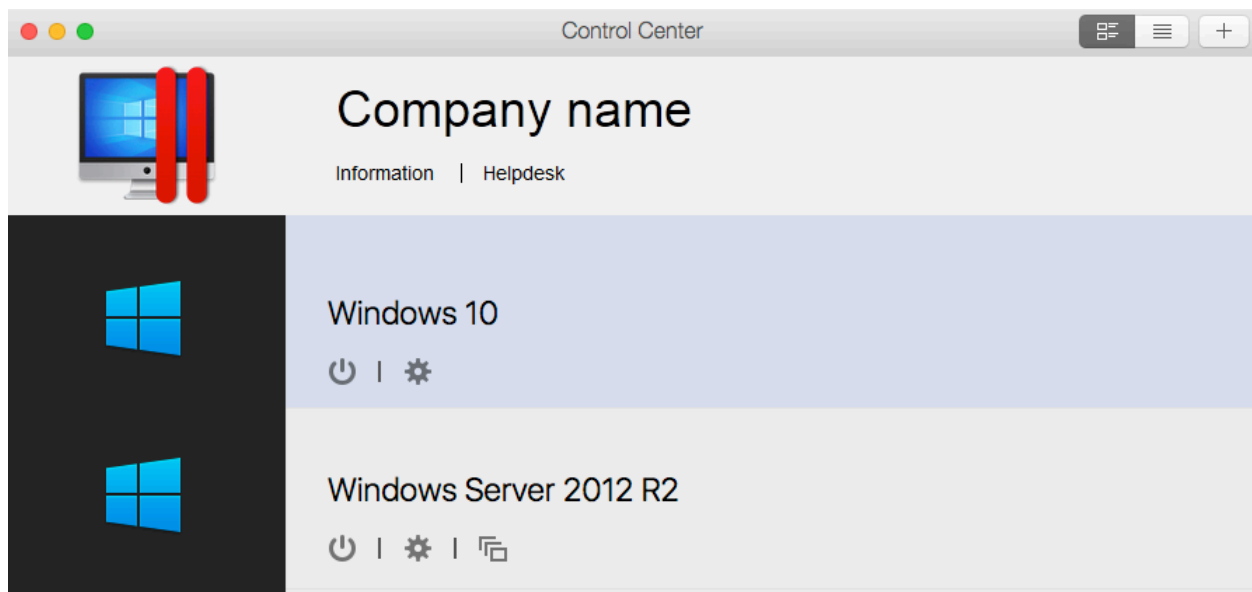 Control Center
Company name
Information | Helpdesk
Windows 10
Windows Server 2012 R2